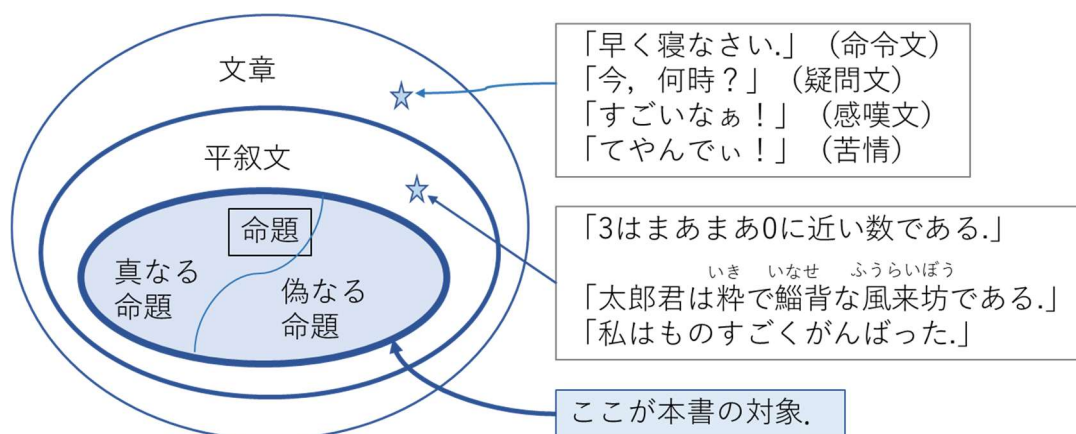 文章
平叙文
命題
真なる
命題
偽なる
命題
「早く寝なさい.」（命令文）
「今，何時？」（疑問文）
「すごいなぁ！」（感嘆文）
「てやんでぃ！」（苦情）
「3はまあまあ0に近い数である.」
いき いなせ ふうらいぼう
「太郎君は粋で鯔背な風来坊である.」
「私はものすごくがんばった.」
ここが本書の対象.